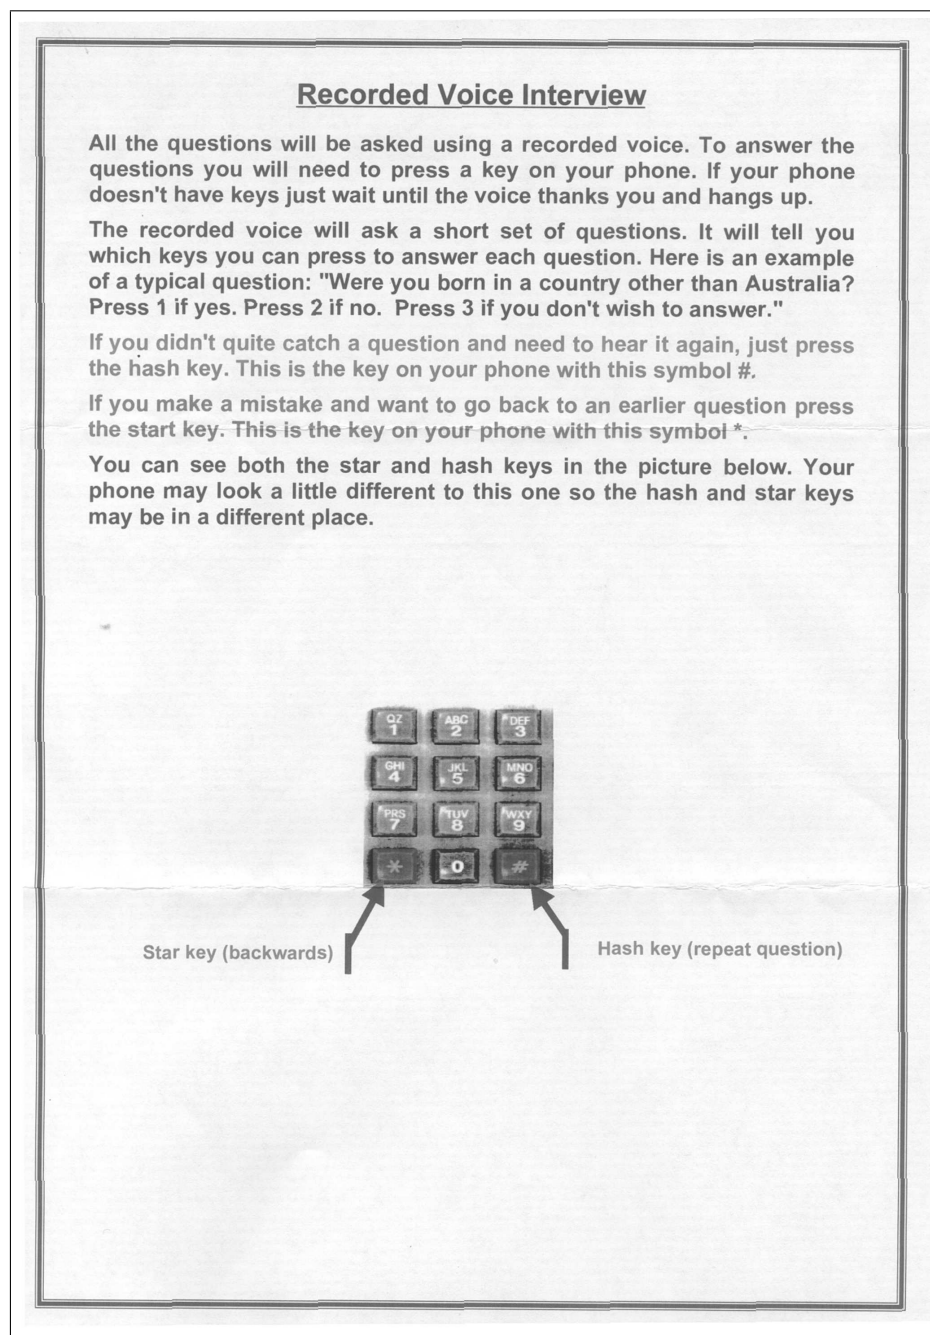 Recorded Voice Interview
All the questions will be asked using a recorded voice. To answer the
questions you will need to press a key on your phone. If your phone
doesn't have keys just wait until the voice thanks you and hangs up.
The recorded voice will ask a short set of questions. It will tell you
which keys you can press to answer each question. Here is an example
of a typical question: "Were you born in a country other than Australia?
Press 1 if yes. Press 2 if no.  Press 3 if you don't wish to answer."
If you didn't quite catch a question and need to hear it again, just press
the hash key. This is the key on your phone with this symbol #.
If you make a mistake and want to go back to an earlier question press
the start key. This is the key on your phone with this symbol *.
You can see both the star and hash keys in the picture below. Your
phone may look a little different to this one so the hash and star keys
may be in a different place.
QZ ABC DEF
1 2 3
GHI JKL MNO
4 5 6
PRS TUV WXY
7 8 9
* 0 #
Star key (backwards) Hash key (repeat question)